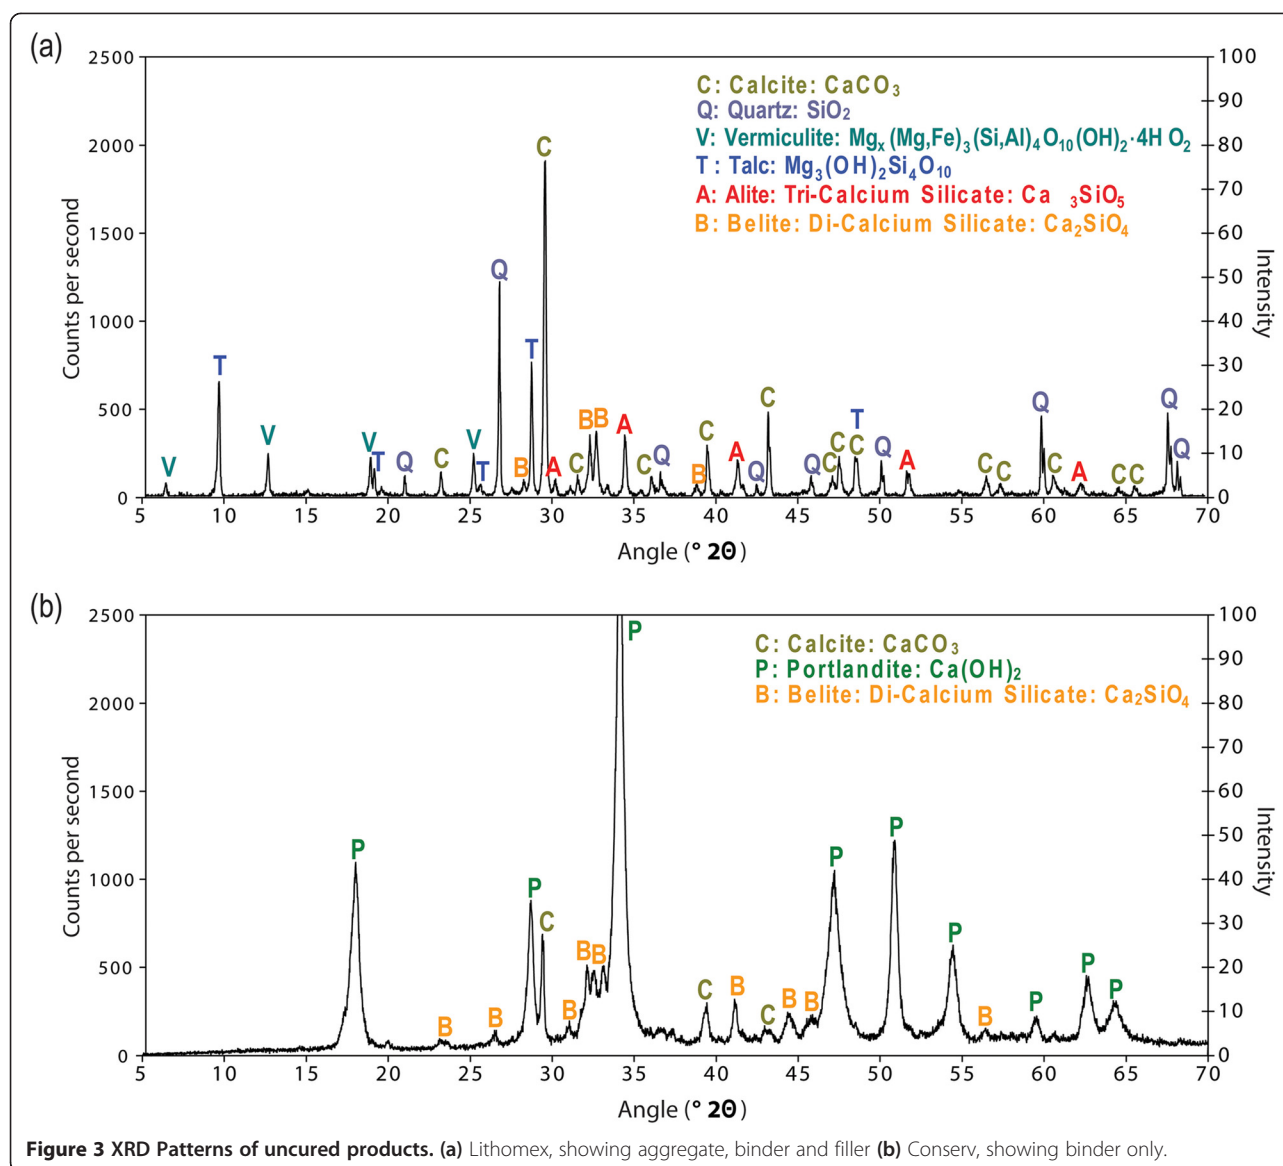 (a)
2500
2000
1500
1000
500
0
Counts per second
100
90
80
70
60
50
40
30
20
10
0
Intensity
C: Calcite: CaCO3
Q: Quartz: SiO2
V: Vermiculite: Mgx(Mg,Fe)3(Si,Al)4O10(OH)2·4H O2
T: Talc: Mg3(OH)2Si4O10
A: Alite: Tri-Calcium Silicate: Ca 3SiO5
B: Belite: Di-Calcium Silicate: Ca2SiO4
V T V V T Q C V T Q B T C A C B B A C Q C B A Q C Q C C T C Q A C C Q C A C C Q Q
5 10 15 20 25 30 35 40 45 50 55 60 65 70
Angle (° 2Θ)
(b)
2500
2000
1500
1000
500
0
Counts per second
100
90
80
70
60
50
40
30
20
10
0
Intensity
C: Calcite: CaCO3
P: Portlandite: Ca(OH)2
B: Belite: Di-Calcium Silicate: Ca2SiO4
P B B P C B B B P C B C B B P P P B P P P
5 10 15 20 25 30 35 40 45 50 55 60 65 70
Angle (° 2Θ)
Figure 3 XRD Patterns of uncured products. (a) Lithomex, showing aggregate, binder and filler (b) Conserv, showing binder only.